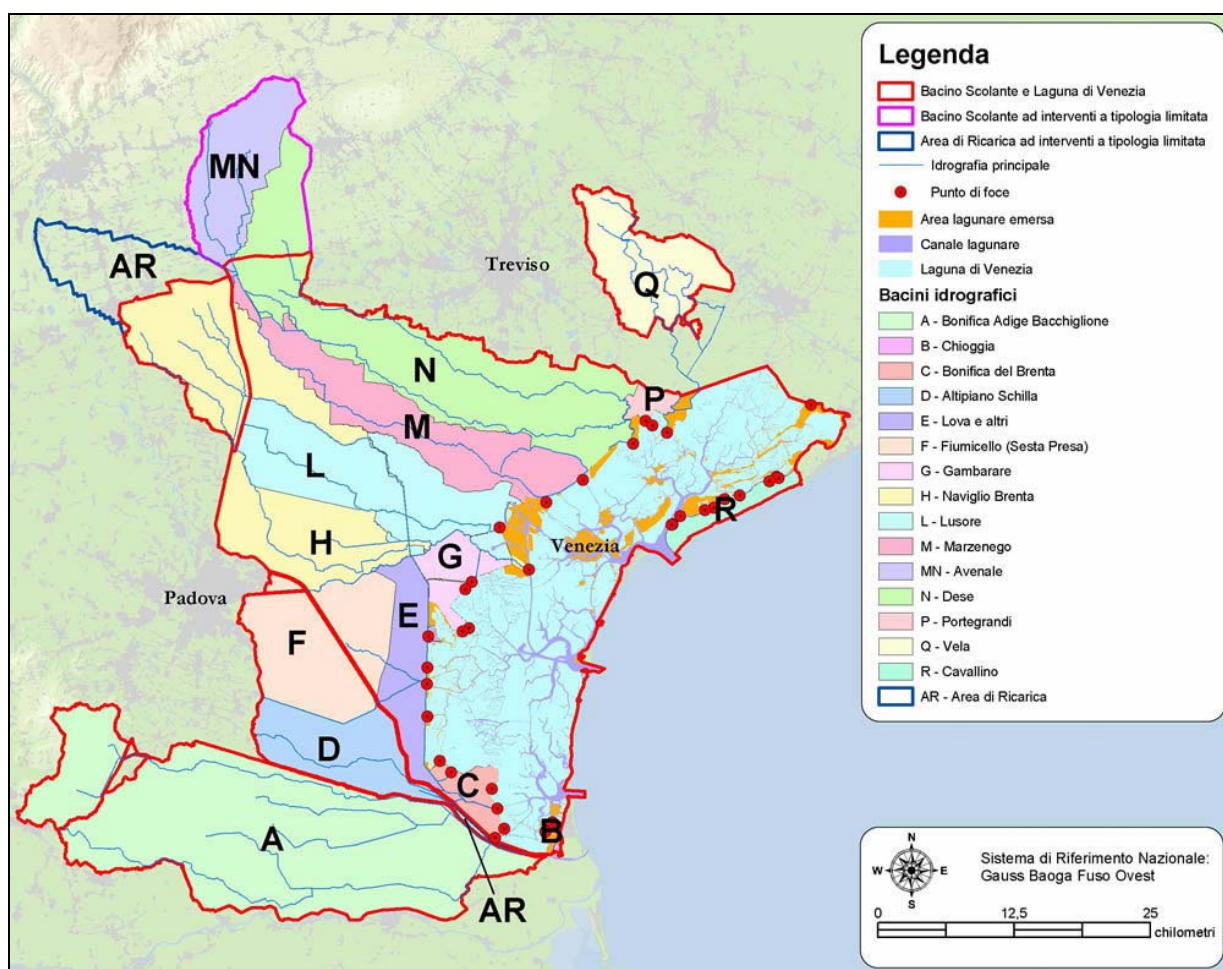 MN
AR
Treviso
Q
N
P
M
L
R
H
Venezia
G
Padova
E
F
D
C
B
A
AR
Legenda
Bacino Scolante e Laguna di Venezia
Bacino Scolante ad interventi a tipologia limitata
Area di Ricarica ad interventi a tipologia limitata
Idrografia principale
Punto di foce
Area lagunare emersa
Canale lagunare
Laguna di Venezia
Bacini idrografici
A - Bonifica Adige Bacchiglione
B - Chioggia
C - Bonifica del Brenta
D - Altipiano Schilla
E - Lova e altri
F - Fiumicello (Sesta Presa)
G - Gambarare
H - Naviglio Brenta
L - Lusore
M - Marzenego
MN - Avenale
N - Dese
P - Portegrandi
Q - Vela
R - Cavallino
AR - Area di Ricarica
N
W E
S
Sistema di Riferimento Nazionale:
Gauss Baoga Fuso Ovest
0 12,5 25
chilometri